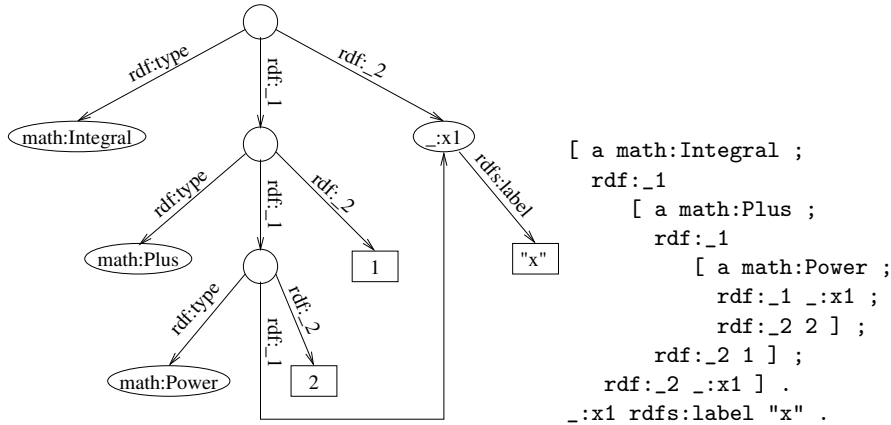 rdf:type
rdf:_1
rdf:_2
math:Integral
_:x1
rdf:type
rdf:_1
rdf:_2
rdfs:label
math:Plus
1
"x"
rdf:type
rdf:_1
rdf:_2
math:Power
2
[ a math:Integral ;
rdf:_1
[ a math:Plus ;
rdf:_1
[ a math:Power ;
rdf:_1 _:x1 ;
rdf:_2 2 ] ;
rdf:_2 1 ] ;
rdf:_2 _:x1 ] .
_:x1 rdfs:label "x" .